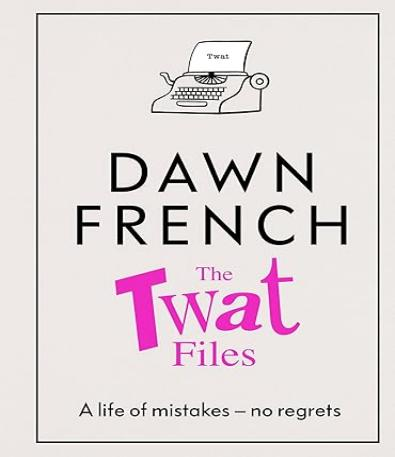 Twat
DAWN
FRENCH
The
Twat
Files
A life of mistakes – no regrets